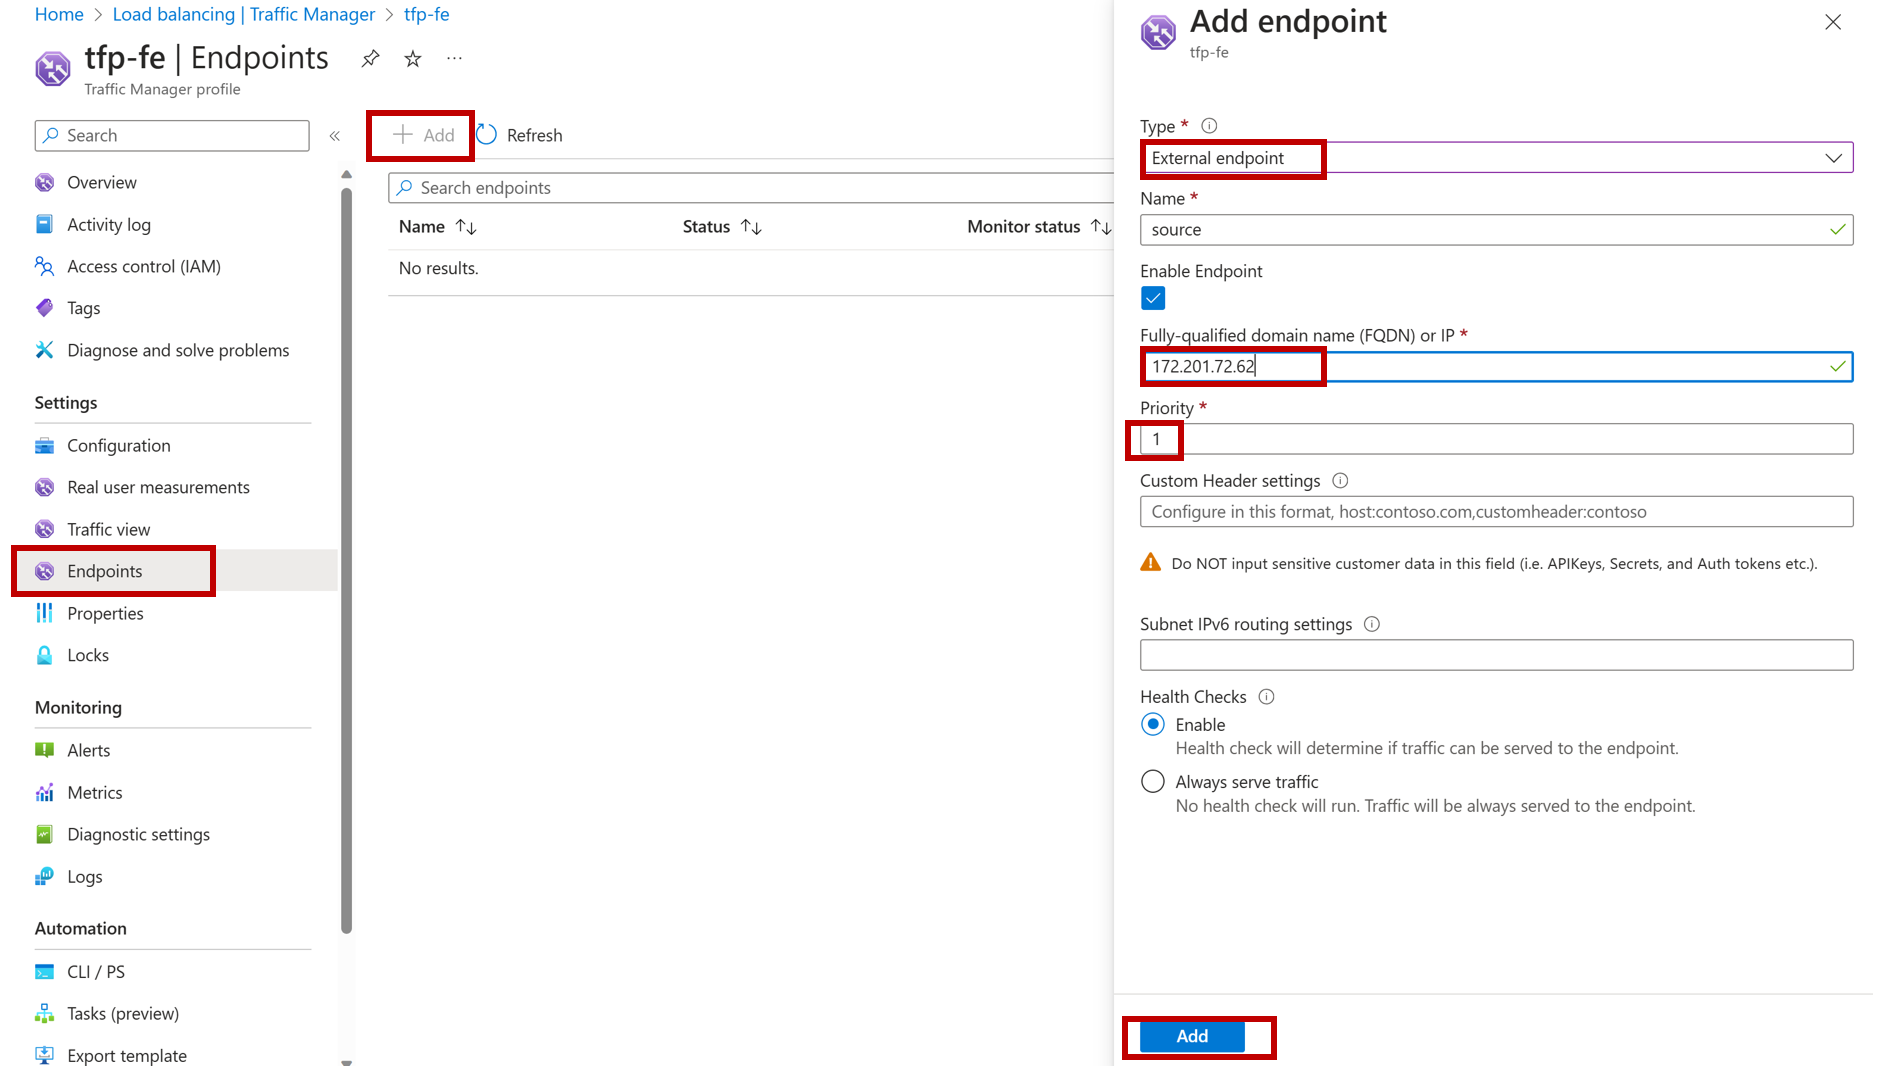 Home > Load balancing | Traffic Manager > tfp-fe
tfp-fe | Endpoints
Traffic Manager profile
Search
Overview
Activity log
Access control (IAM)
Tags
Diagnose and solve problems
Settings
Configuration
Real user measurements
Traffic view
Endpoints
Properties
Locks
Monitoring
Alerts
Metrics
Diagnostic settings
Logs
Automation
CLI / PS
Tasks (preview)
Export template
+ Add Refresh
Search endpoints
Name Status Monitor status
No results.
Add endpoint
tfp-fe
Type *
External endpoint
Name *
source
Enable Endpoint
Fully-qualified domain name (FQDN) or IP *
172.201.72.62
Priority *
1
Custom Header settings
Configure in this format, host:contoso.com,customheader:contoso
Do NOT input sensitive customer data in this field (i.e. APIKeys, Secrets, and Auth tokens etc.).
Subnet IPv6 routing settings
Health Checks
Enable
Health check will determine if traffic can be served to the endpoint.
Always serve traffic
No health check will run. Traffic will be always served to the endpoint.
Add